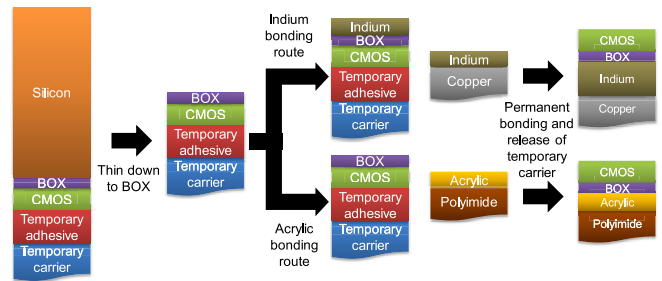 Silicon
BOX
CMOS
Temporary
adhesive
Temporary
carrier
Thin down
to BOX
BOX
CMOS
Temporary
adhesive
Temporary
carrier
Indium
bonding
route
Indium
BOX
CMOS
Temporary
adhesive
Temporary
carrier
Indium
Copper
CMOS
BOX
Indium
Copper
Permanent
bonding and
release of
temporary
carrier
Acrylic
bonding
route
BOX
CMOS
Temporary
adhesive
Temporary
carrier
Acrylic
Polyimide
CMOS
BOX
Acrylic
Polyimide